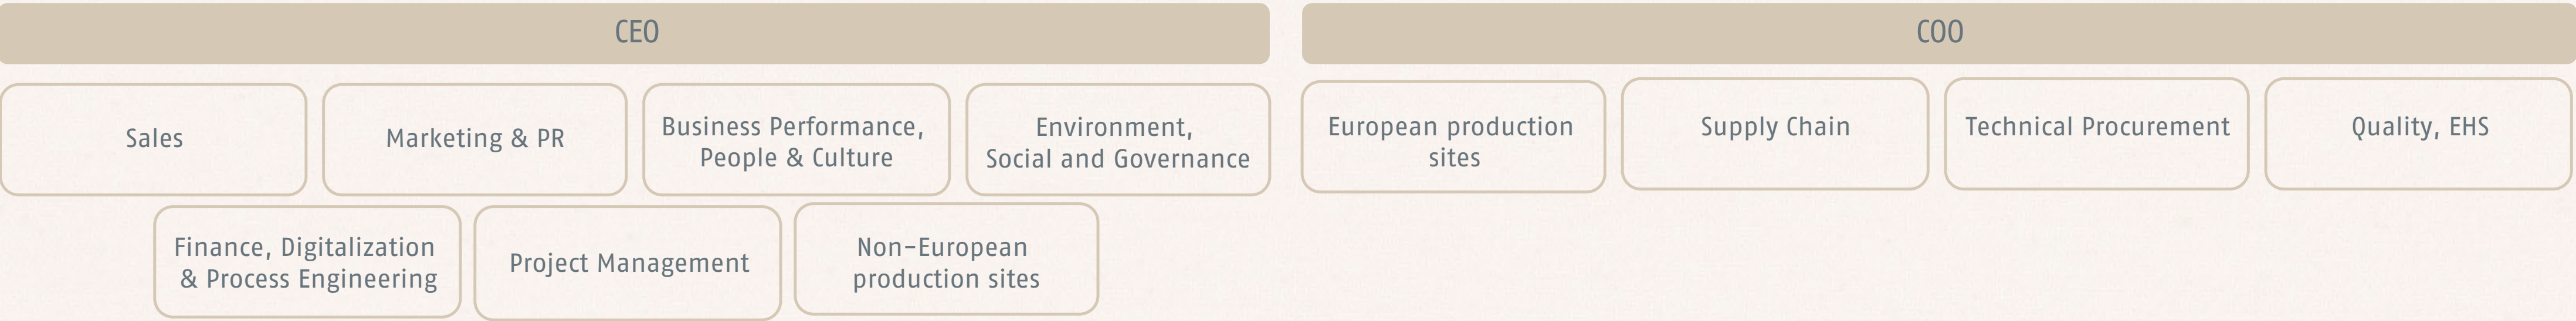 CEO
COO
Sales
Marketing & PR
Business Performance,
People & Culture
Environment,
Social and Governance
European production
sites
Supply Chain
Technical Procurement
Quality, EHS
Finance, Digitalization
& Process Engineering
Project Management
Non-European
production sites